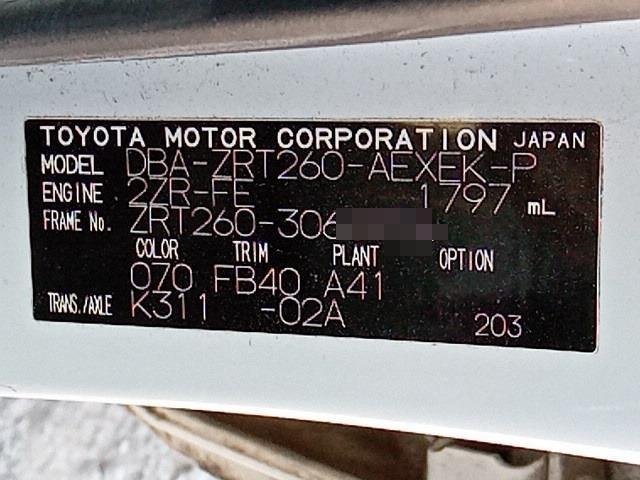 TOYOTA MOTOR CORPORATION JAPAN
MODEL DBA-ZRT260-AEXEK-P
ENGINE 2ZR-FE 1797 mL
FRAME No. ZRT260-306
COLOR TRIM PLANT OPTION
070 FB40 A41
TRANS./AXLE K311 -02A 203